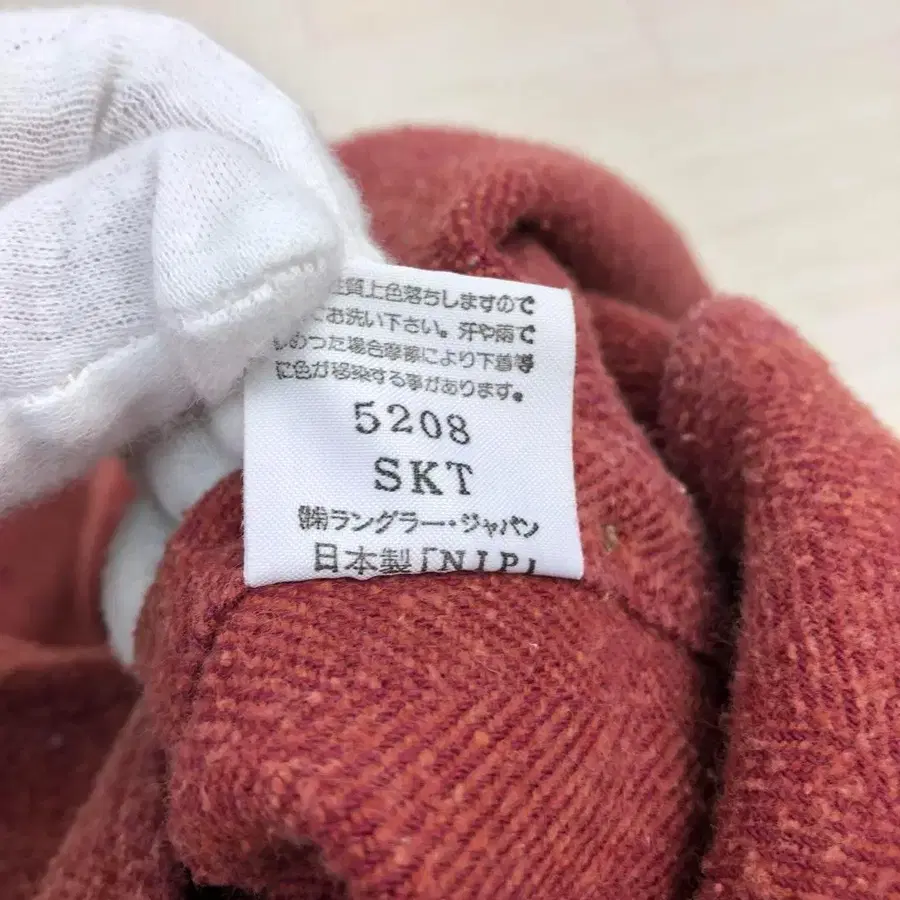 性質上色落ちしますので
お洗い下さい。汗や雨で
しめつた場合摩擦により下着等
に色が移染する事があります。
5208
SKT
㈱ラングラー・ジャパン
日本製「NIP」